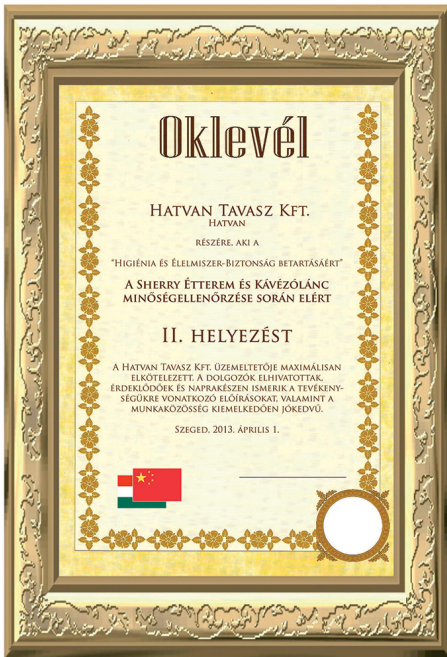 Oklevél
HATVAN TAVASZ KFT.
HATVAN
RÉSZÉRE, AKI A
"HIGIÉNIA ÉS ÉLELMISZER-BIZTONSÁG BETARTÁSÁÉRT"
A SHERRY ÉTTEREM ÉS KÁVÉZÓLÁNC
MINŐSÉGELLENŐRZÉSE SORÁN ELÉRT
II. HELYEZÉST
A HATVAN TAVASZ KFT. ÜZEMELTETŐJE MAXIMÁLISAN
ELKÖTELEZETT. A DOLGOZÓK ELHIVATOTTAK,
ÉRDEKLŐDŐEK ÉS NAPRAKÉSZEN ISMERIK A TEVÉKENY-
SÉGÜKRE VONATKOZÓ ELŐÍRÁSOKAT, VALAMINT A
MUNKAKÖZÖSSÉG KIEMELKEDŐEN JÓKEDVŰ.
SZEGED, 2013. ÁPRILIS 1.